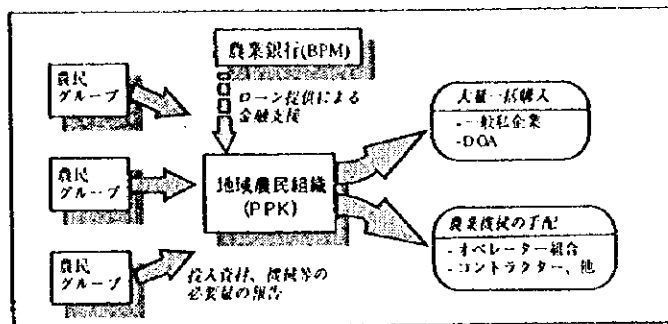 農業銀行(BPM)
農民
グループ
ローン提供による
金融支援
大量一括購入
-一般私企業
-DOA
農民
グループ
地域農民組織
(PPK)
農業機械の手配
-オペレーター組合
-コントラクター、他
農民
グループ
投入資材、機械等の
必要量の報告